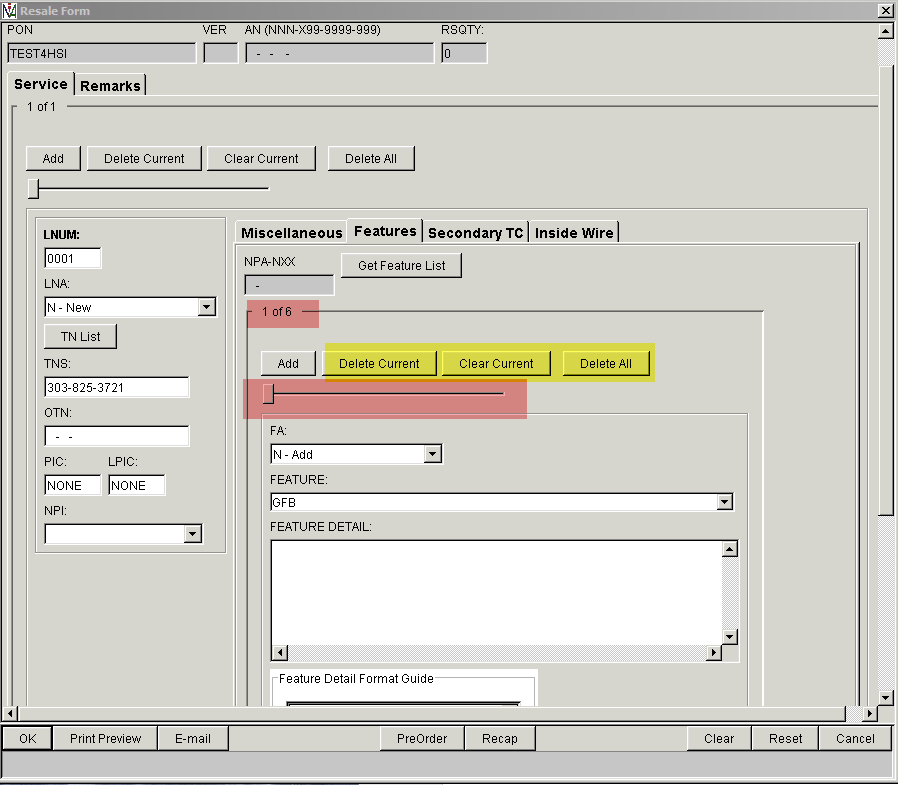 Resale Form
PON VER AN (NNN-X99-9999-999) RSQTY:
TEST4HSI - - - 0
Service Remarks
1 of 1
Add Delete Current Clear Current Delete All
LNUM:
0001
LNA:
N - New
TN List
TNS:
303-825-3721
OTN:
- -
PIC: LPIC:
NONE NONE
NPI:
Miscellaneous Features Secondary TC Inside Wire
NPA-NXX
- Get Feature List
1 of 6
Add Delete Current Clear Current Delete All
FA:
N - Add
FEATURE:
GFB
FEATURE DETAIL:
Feature Detail Format Guide
OK Print Preview E-mail PreOrder Recap Clear Reset Cancel